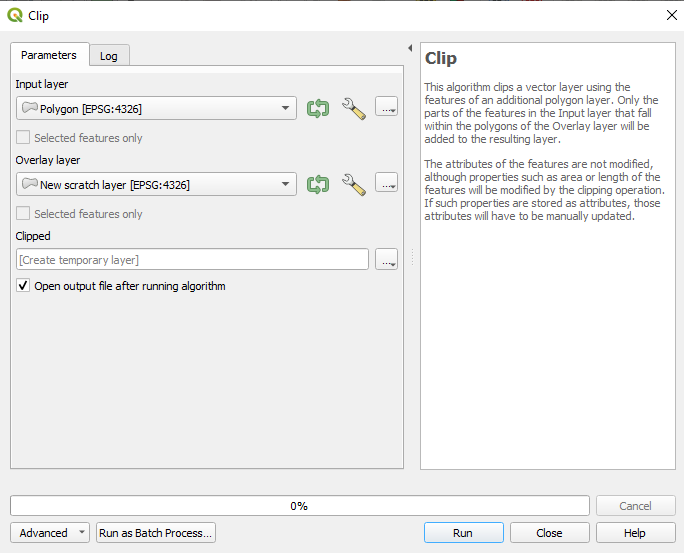 Clip
Parameters
Log
Input layer
Polygon [EPSG:4326]
...
Selected features only
Overlay layer
New scratch layer [EPSG:4326]
...
Selected features only
Clipped
[Create temporary layer]
...
Open output file after running algorithm
Clip
This algorithm clips a vector layer using the
features of an additional polygon layer. Only the
parts of the features in the Input layer that fall
within the polygons of the Overlay layer will be
added to the resulting layer.
The attributes of the features are not modified,
although properties such as area or length of the
features will be modified by the clipping operation.
If such properties are stored as attributes, those
attributes will have to be manually updated.
0%
Cancel
Advanced
Run as Batch Process...
Run
Close
Help